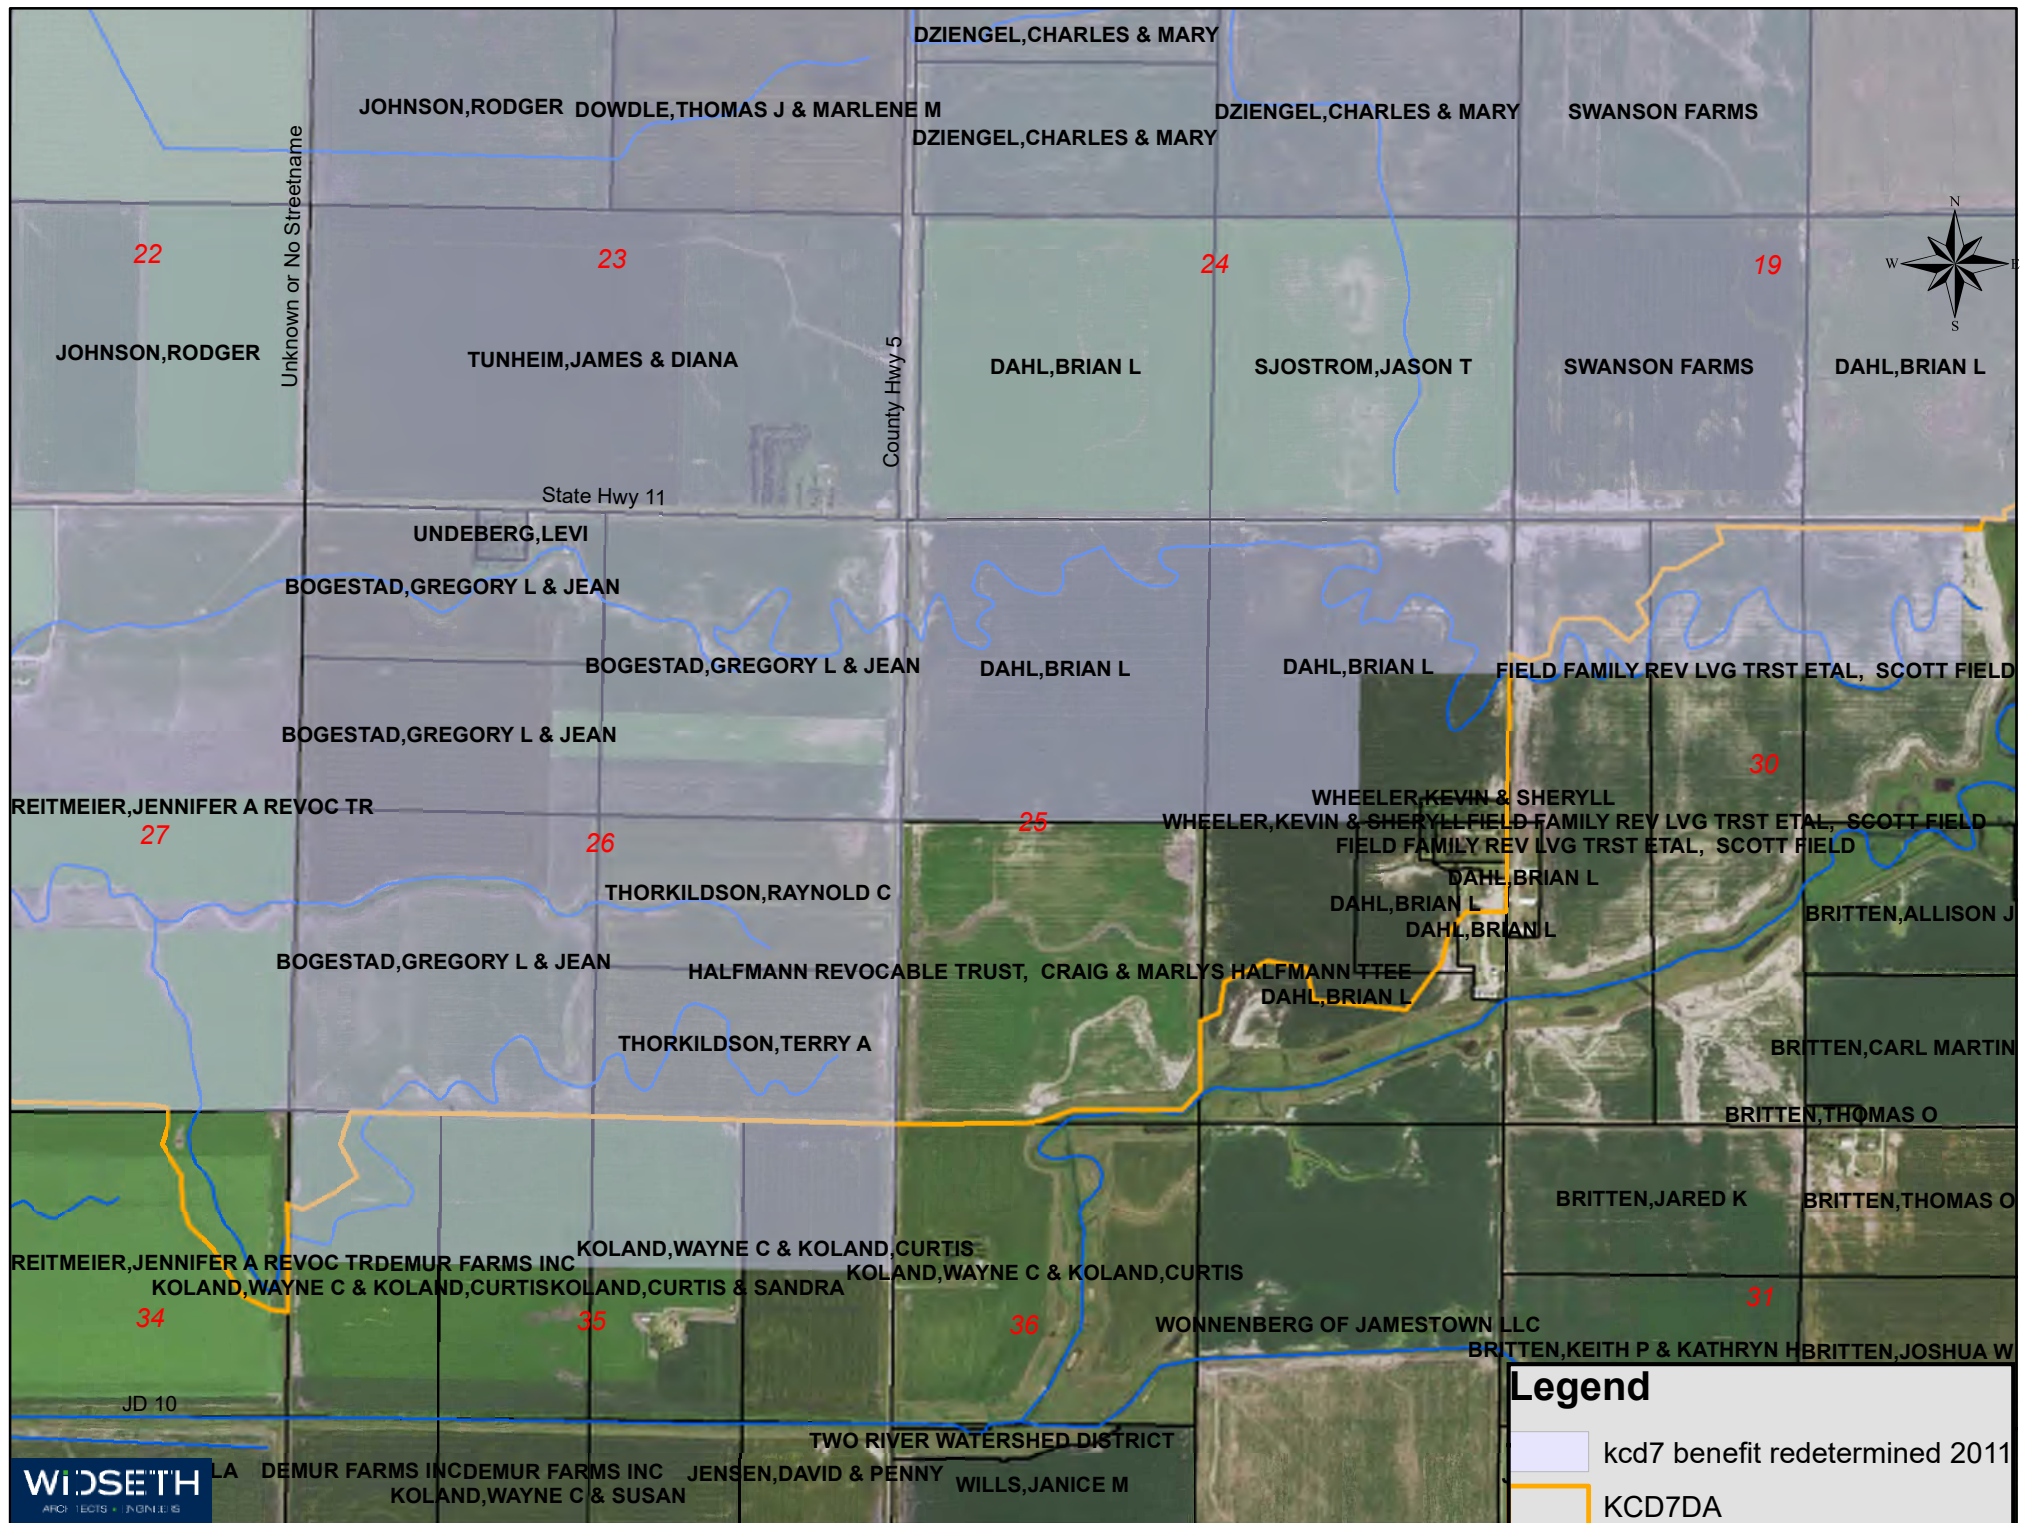 DZIENGEL,CHARLES & MARY
JOHNSON,RODGER
DOWDLE,THOMAS J & MARLENE M
DZIENGEL,CHARLES & MARY
SWANSON FARMS
DZIENGEL,CHARLES & MARY
Unknown or No Streetname
N
W
E
S
22
23
24
19
JOHNSON,RODGER
TUNHEIM,JAMES & DIANA
County Hwy 5
DAHL,BRIAN L
SJOSTROM,JASON T
SWANSON FARMS
DAHL,BRIAN L
State Hwy 11
UNDEBERG,LEVI
BOGESTAD,GREGORY L & JEAN
BOGESTAD,GREGORY L & JEAN
DAHL,BRIAN L
DAHL,BRIAN L
FIELD FAMILY REV LVG TRST ETAL, SCOTT FIELD
BOGESTAD,GREGORY L & JEAN
30
WHEELER,KEVIN & SHERYLL
REITMEIER,JENNIFER A REVOC TR
27
26
25
WHEELER,KEVIN & SHERYLL
FIELD FAMILY REV LVG TRST ETAL, SCOTT FIELD
FIELD FAMILY REV LVG TRST ETAL, SCOTT FIELD
DAHL,BRIAN L
THORKILDSON,RAYNOLD C
DAHL,BRIAN L
BRITTEN,ALLISON J
DAHL,BRIAN L
BOGESTAD,GREGORY L & JEAN
HALFMANN REVOCABLE TRUST, CRAIG & MARLYS HALFMANN TTEE
DAHL,BRIAN L
THORKILDSON,TERRY A
BRITTEN,CARL MARTIN
BRITTEN,THOMAS O
BRITTEN,JARED K
BRITTEN,THOMAS O
KOLAND,WAYNE C & KOLAND,CURTIS
REITMEIER,JENNIFER A REVOC TR
DEMUR FARMS INC
KOLAND,WAYNE C & KOLAND,CURTIS
KOLAND,WAYNE C & KOLAND,CURTIS
KOLAND,CURTIS & SANDRA
34
35
36
31
WONNENBERG OF JAMESTOWN LLC
BRITTEN,KEITH P & KATHRYN H
BRITTEN,JOSHUA W
JD 10
TWO RIVER WATERSHED DISTRICT
LA
DEMUR FARMS INC
DEMUR FARMS INC
JENSEN,DAVID & PENNY
WILLS,JANICE M
KOLAND,WAYNE C & SUSAN
Legend
kcd7 benefit redetermined 2011
KCD7DA
WIDSETH
ARCHITECTS • ENGINEERS